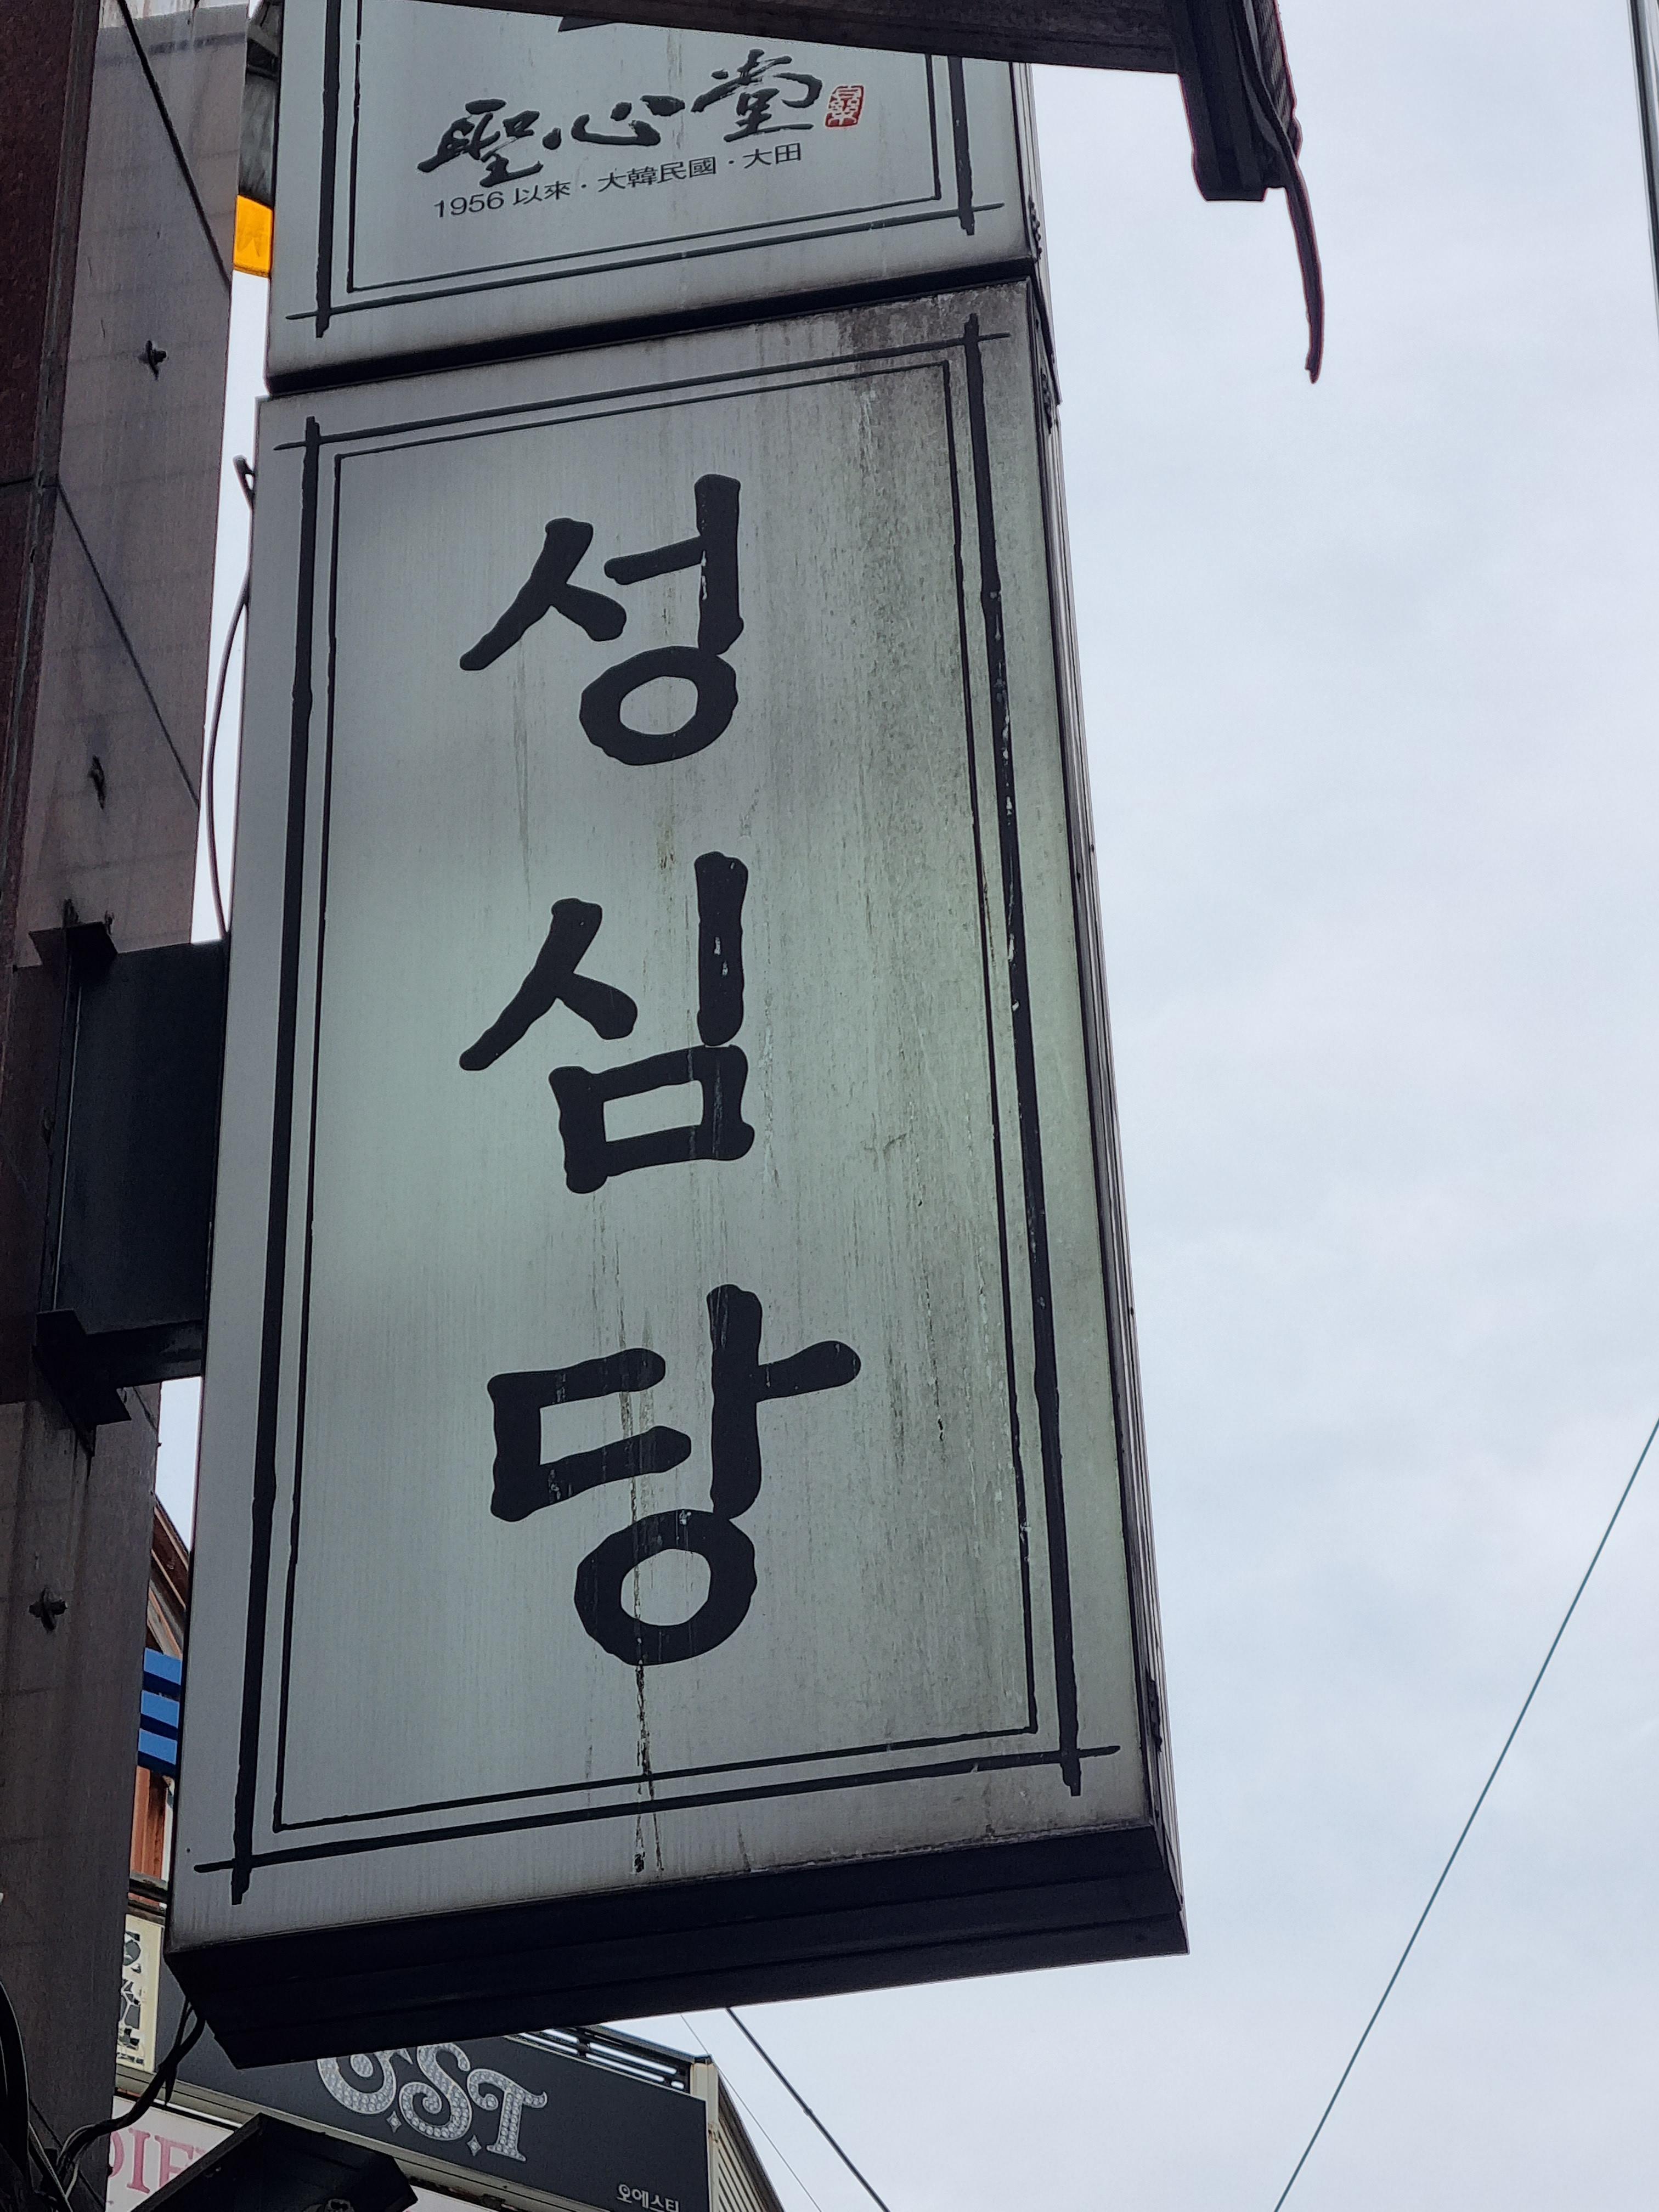 聖心堂
1956 以來 · 大韓民國 · 大田
성
심
당
O.S.T
오에스티